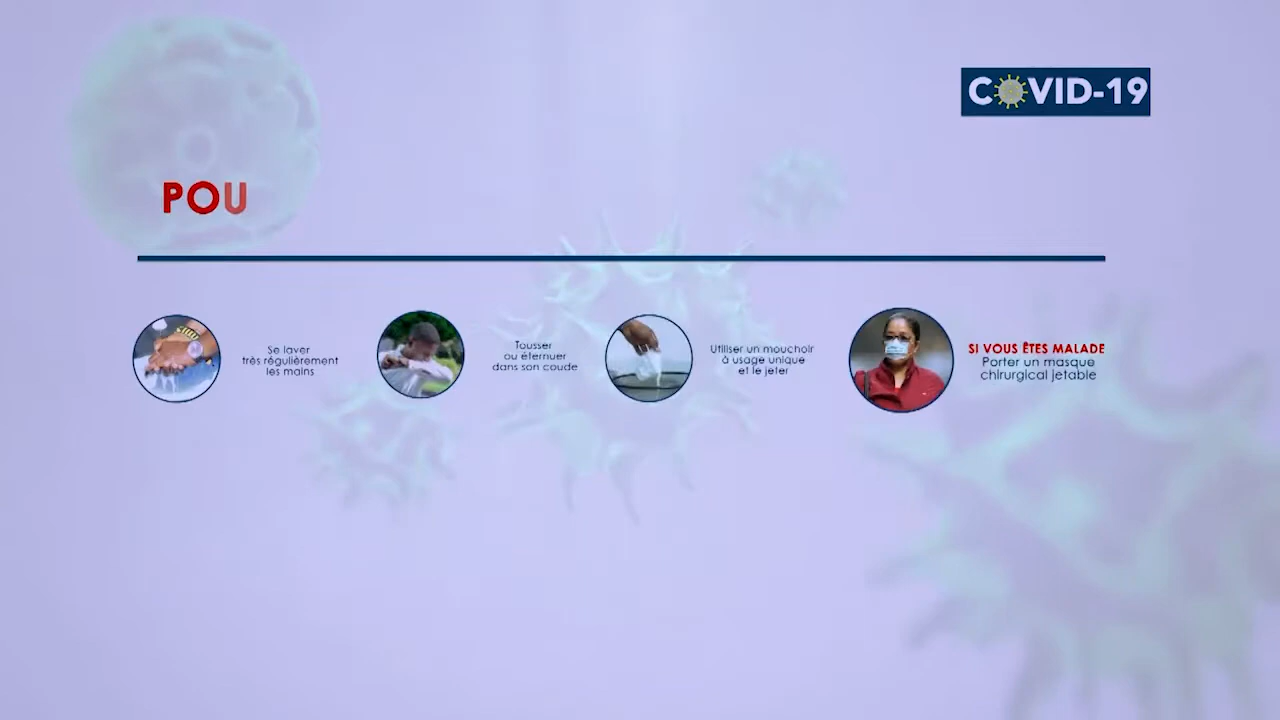 COVID-19
POU
Se laver
très régulièrement
les mains
Tousser
ou éternuer
dans son coude
Utiliser un mouchoir
à usage unique
et le jeter
SI VOUS ÊTES MALADE
Porter un masque
chirurgical jetable